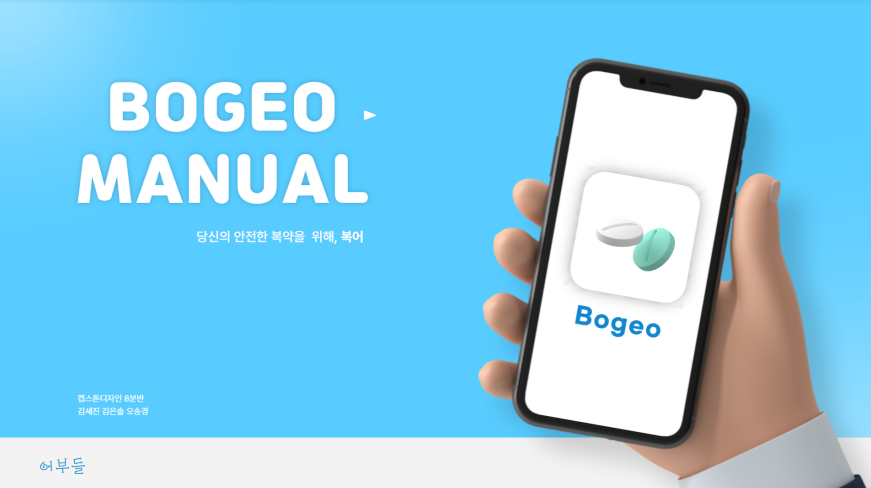 BOGEO
MANUAL
당신의 안전한 복약을 위해, 복어
캡스톤디자인 8분반
김세진 김은솔 오송경
어부들
Bogeo